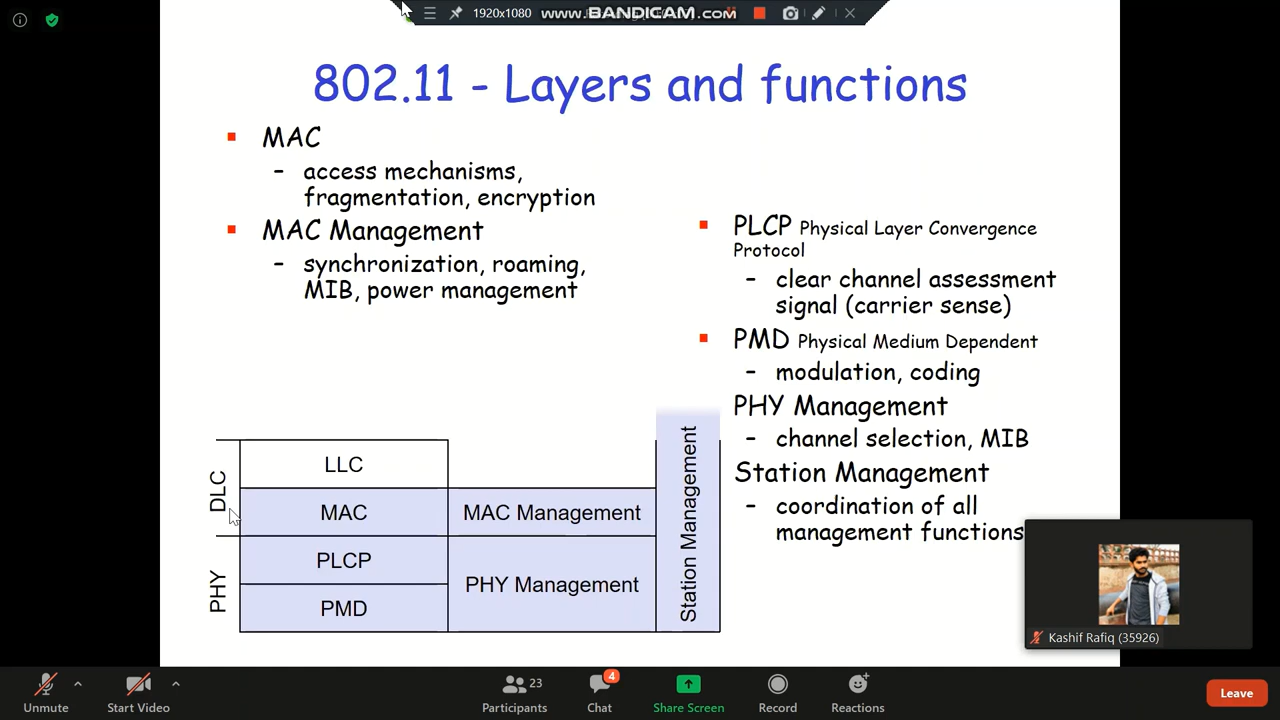 1920x1080
www.BANDICAM.com
802.11 - Layers and functions
MAC
- access mechanisms,
fragmentation, encryption
MAC Management
- synchronization, roaming,
MIB, power management
PLCP Physical Layer Convergence
Protocol
- clear channel assessment
signal (carrier sense)
PMD Physical Medium Dependent
- modulation, coding
PHY Management
- channel selection, MIB
Station Management
- coordination of all
management functions
DLC
PHY
LLC
MAC
MAC Management
PLCP
PHY Management
PMD
Station Management
Kashif Rafiq (35926)
Unmute
Start Video
23
Participants
4
Chat
Share Screen
Record
Reactions
Leave